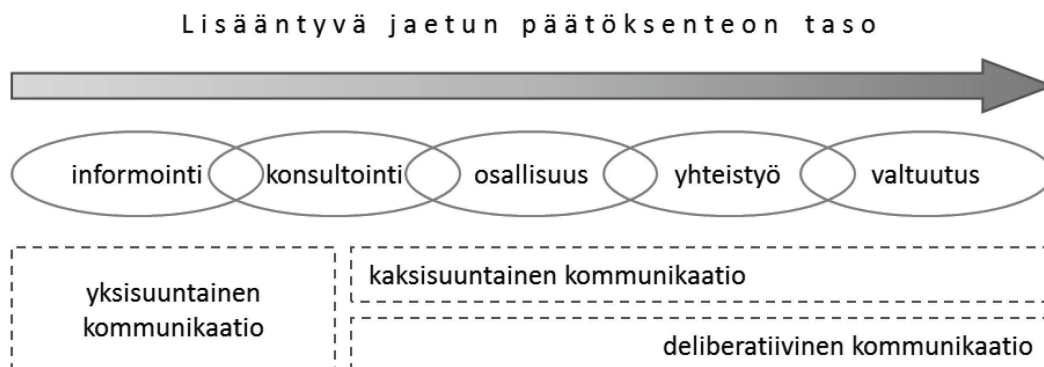 Lisääntyvä jaetun päätöksenteon taso
informointi konsultointi osallisuus yhteistyö valtuutus
yksisuuntainen
kommunikaatio
kaksisuuntainen kommunikaatio
deliberatiivinen kommunikaatio